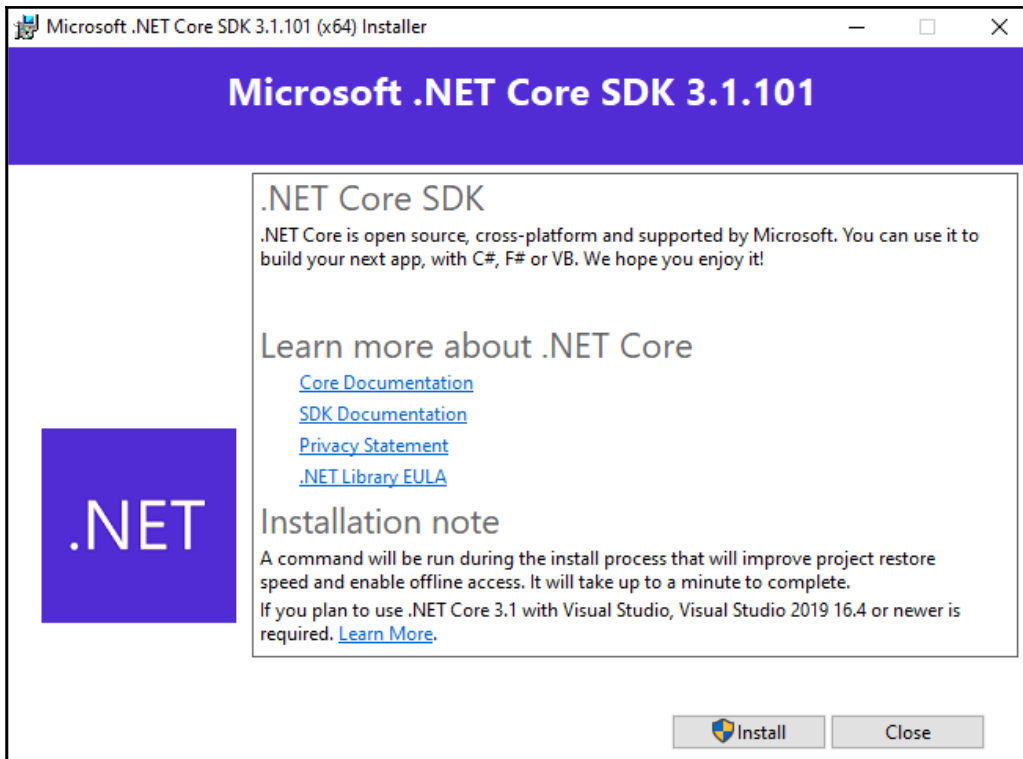 Microsoft .NET Core SDK 3.1.101 (x64) Installer
Microsoft .NET Core SDK 3.1.101
.NET Core SDK
.NET Core is open source, cross-platform and supported by Microsoft. You can use it to
build your next app, with C#, F# or VB. We hope you enjoy it!
Learn more about .NET Core
Core Documentation
SDK Documentation
Privacy Statement
.NET Library EULA
.NET
Installation note
A command will be run during the install process that will improve project restore
speed and enable offline access. It will take up to a minute to complete.
If you plan to use .NET Core 3.1 with Visual Studio, Visual Studio 2019 16.4 or newer is
required. Learn More.
Install
Close